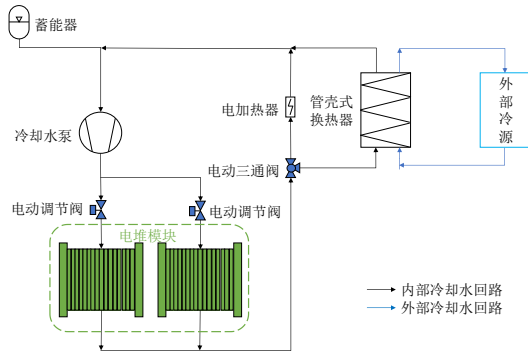 蓄能器
冷却水泵
电加热器
管壳式
换热器
外
部
冷
源
电动三通阀
电动调节阀
电动调节阀
电堆模块
内部冷却水回路
外部冷却水回路